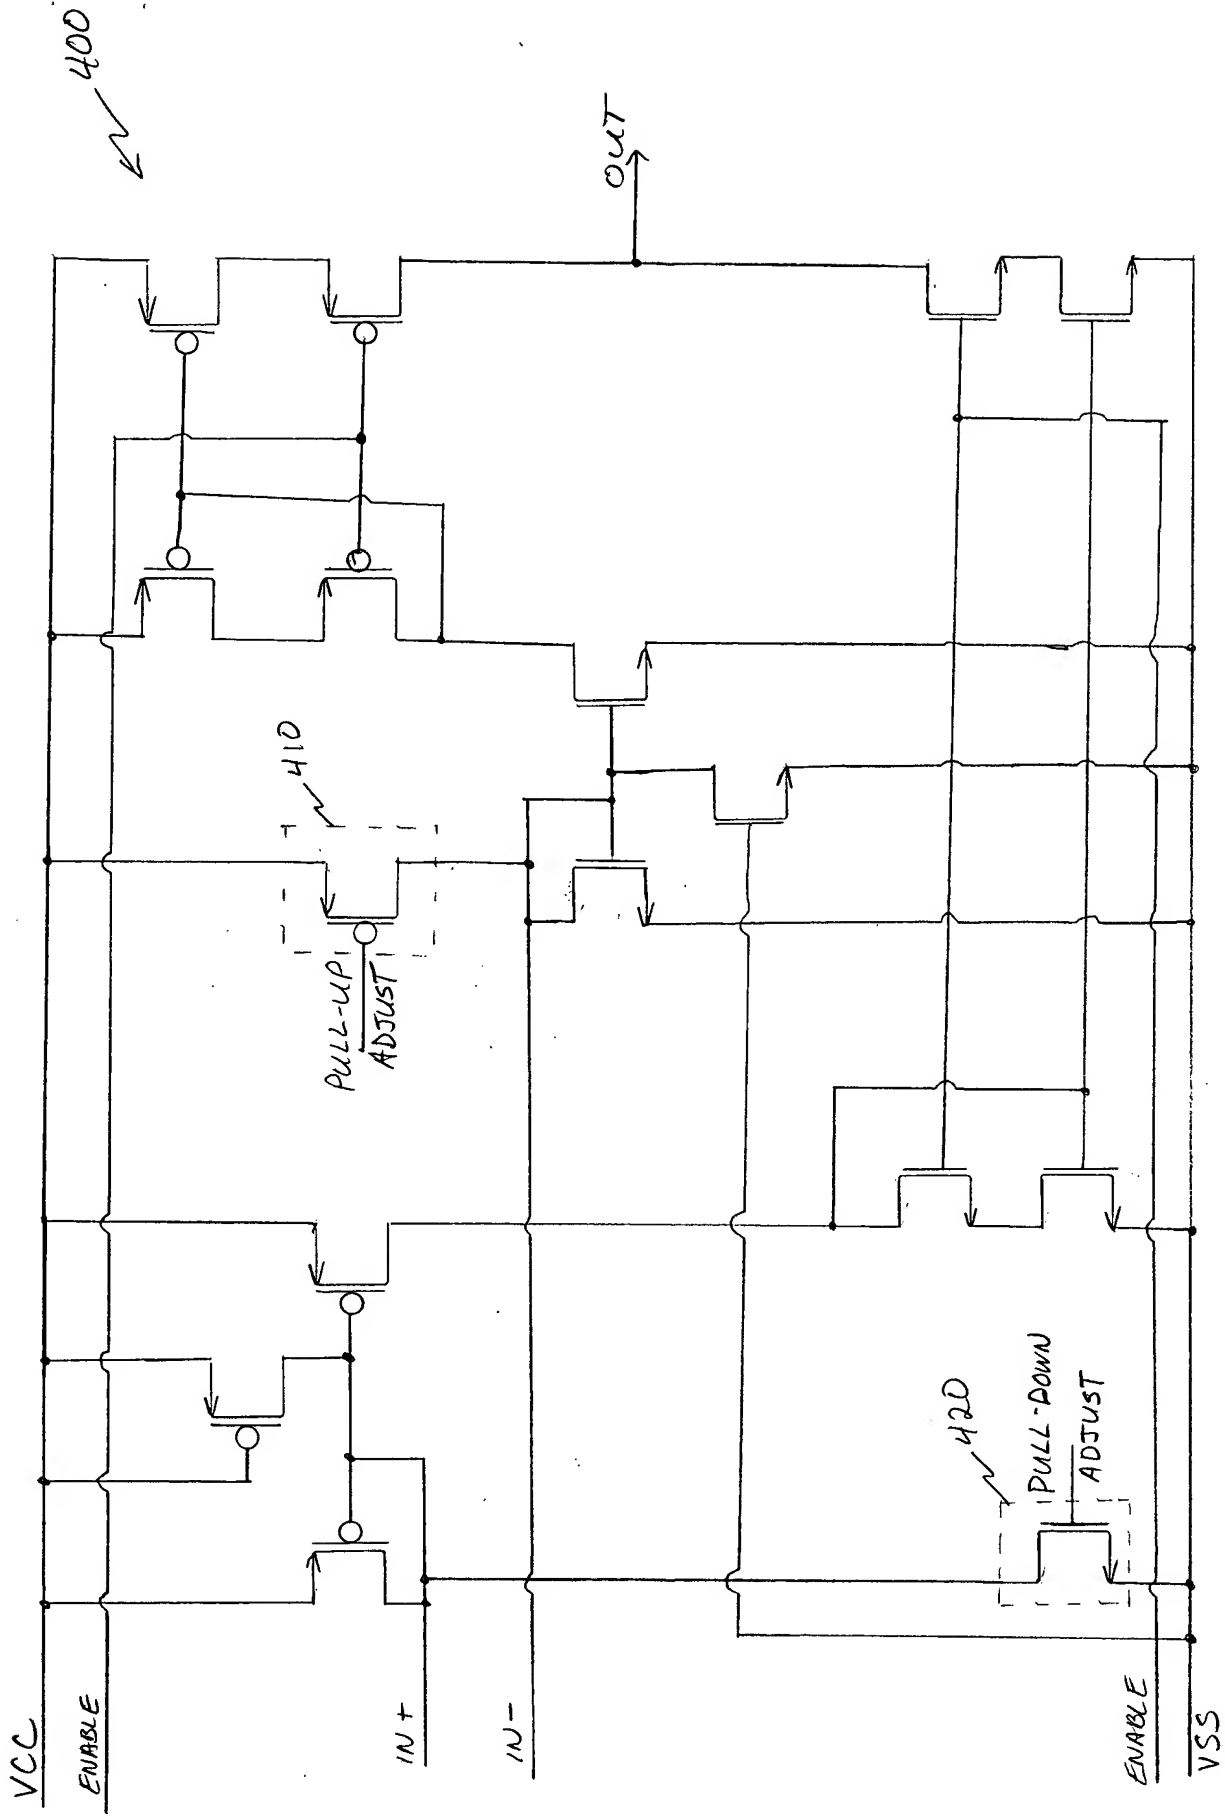 400
VCC
ENABLE
IN+
IN-
ENABLE
VSS
PULL-UP
ADJUST
410
420
PULL-DOWN
ADJUST
OUT